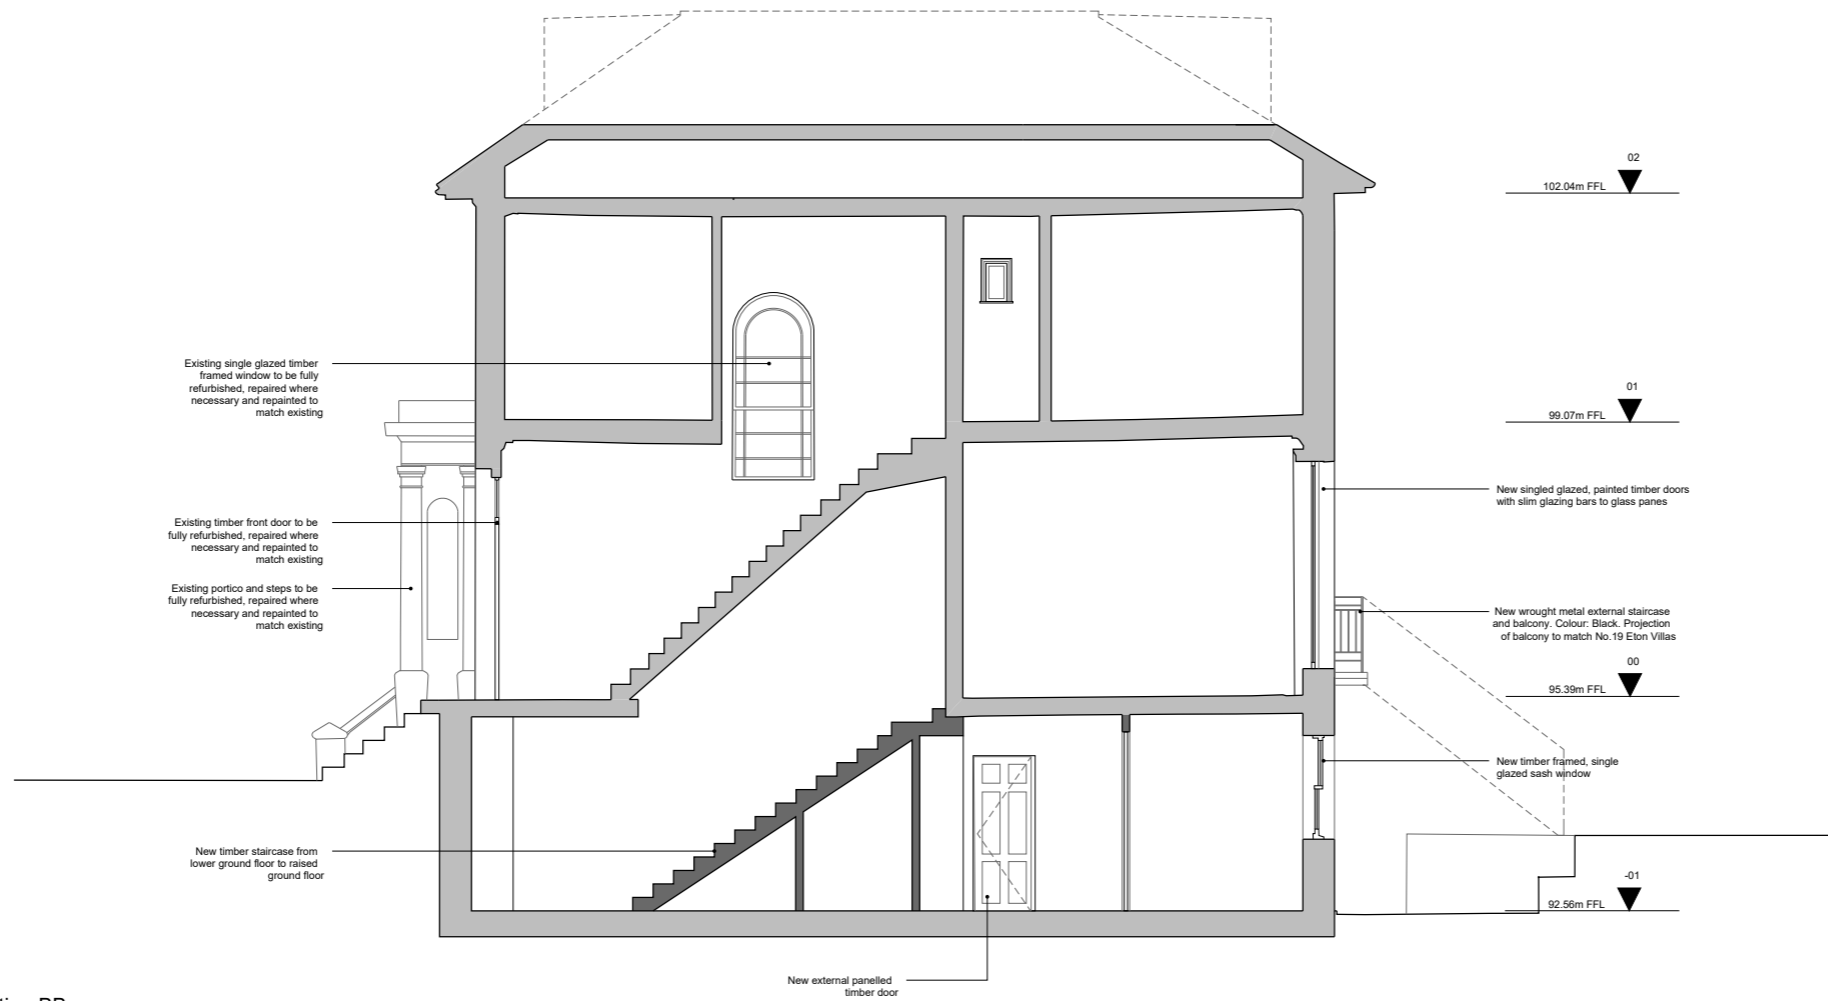 02
102.04m FFL
Existing single glazed timber
framed window to be fully
refurbished, repaired where
necessary and repainted to
match existing
01
99.07m FFL
New singled glazed, painted timber doors
with slim glazing bars to glass panes
Existing timber front door to be
fully refurbished, repaired where
necessary and repainted to
match existing
Existing portico and steps to be
fully refurbished, repaired where
necessary and repainted to
match existing
New wrought metal external staircase
and balcony. Colour: Black. Projection
of balcony to match No.19 Eton Villas
00
95.39m FFL
New timber framed, single
glazed sash window
New timber staircase from
lower ground floor to raised
ground floor
-01
92.56m FFL
New external panelled
timber door